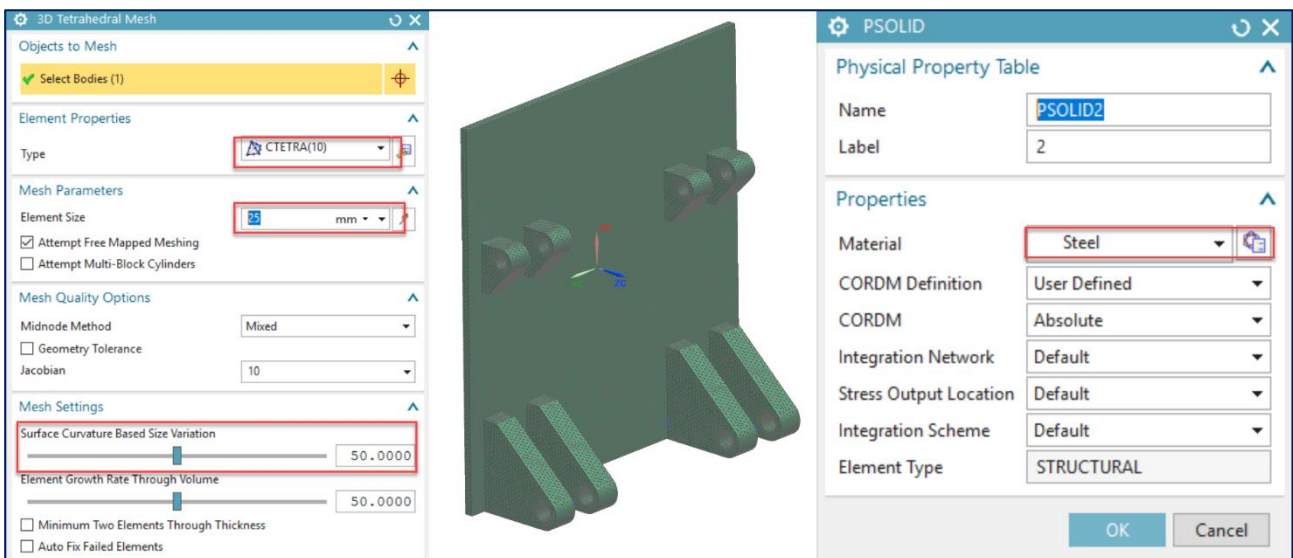 3D Tetrahedral Mesh
Objects to Mesh
Select Bodies (1)
Element Properties
Type CTETRA(10)
Mesh Parameters
Element Size 25 mm
Attempt Free Mapped Meshing
Attempt Multi-Block Cylinders
Mesh Quality Options
Midnode Method Mixed
Geometry Tolerance
Jacobian 10
Mesh Settings
Surface Curvature Based Size Variation
50.0000
Element Growth Rate Through Volume
50.0000
Minimum Two Elements Through Thickness
Auto Fix Failed Elements
PSOLID
Physical Property Table
Name PSOLID2
Label 2
Properties
Material Steel
CORDM Definition User Defined
CORDM Absolute
Integration Network Default
Stress Output Location Default
Integration Scheme Default
Element Type STRUCTURAL
OK Cancel